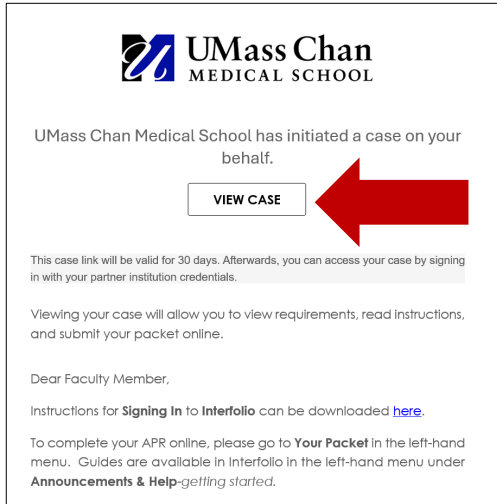 UMass Chan
MEDICAL SCHOOL
UMass Chan Medical School has initiated a case on your
behalf.
VIEW CASE
This case link will be valid for 30 days. Afterwards, you can access your case by signing
in with your partner institution credentials.
Viewing your case will allow you to view requirements, read instructions,
and submit your packet online.
Dear Faculty Member,
Instructions for Signing In to Interfolio can be downloaded here.
To complete your APR online, please go to Your Packet in the left-hand
menu. Guides are available in Interfolio in the left-hand menu under
Announcements & Help-getting started.